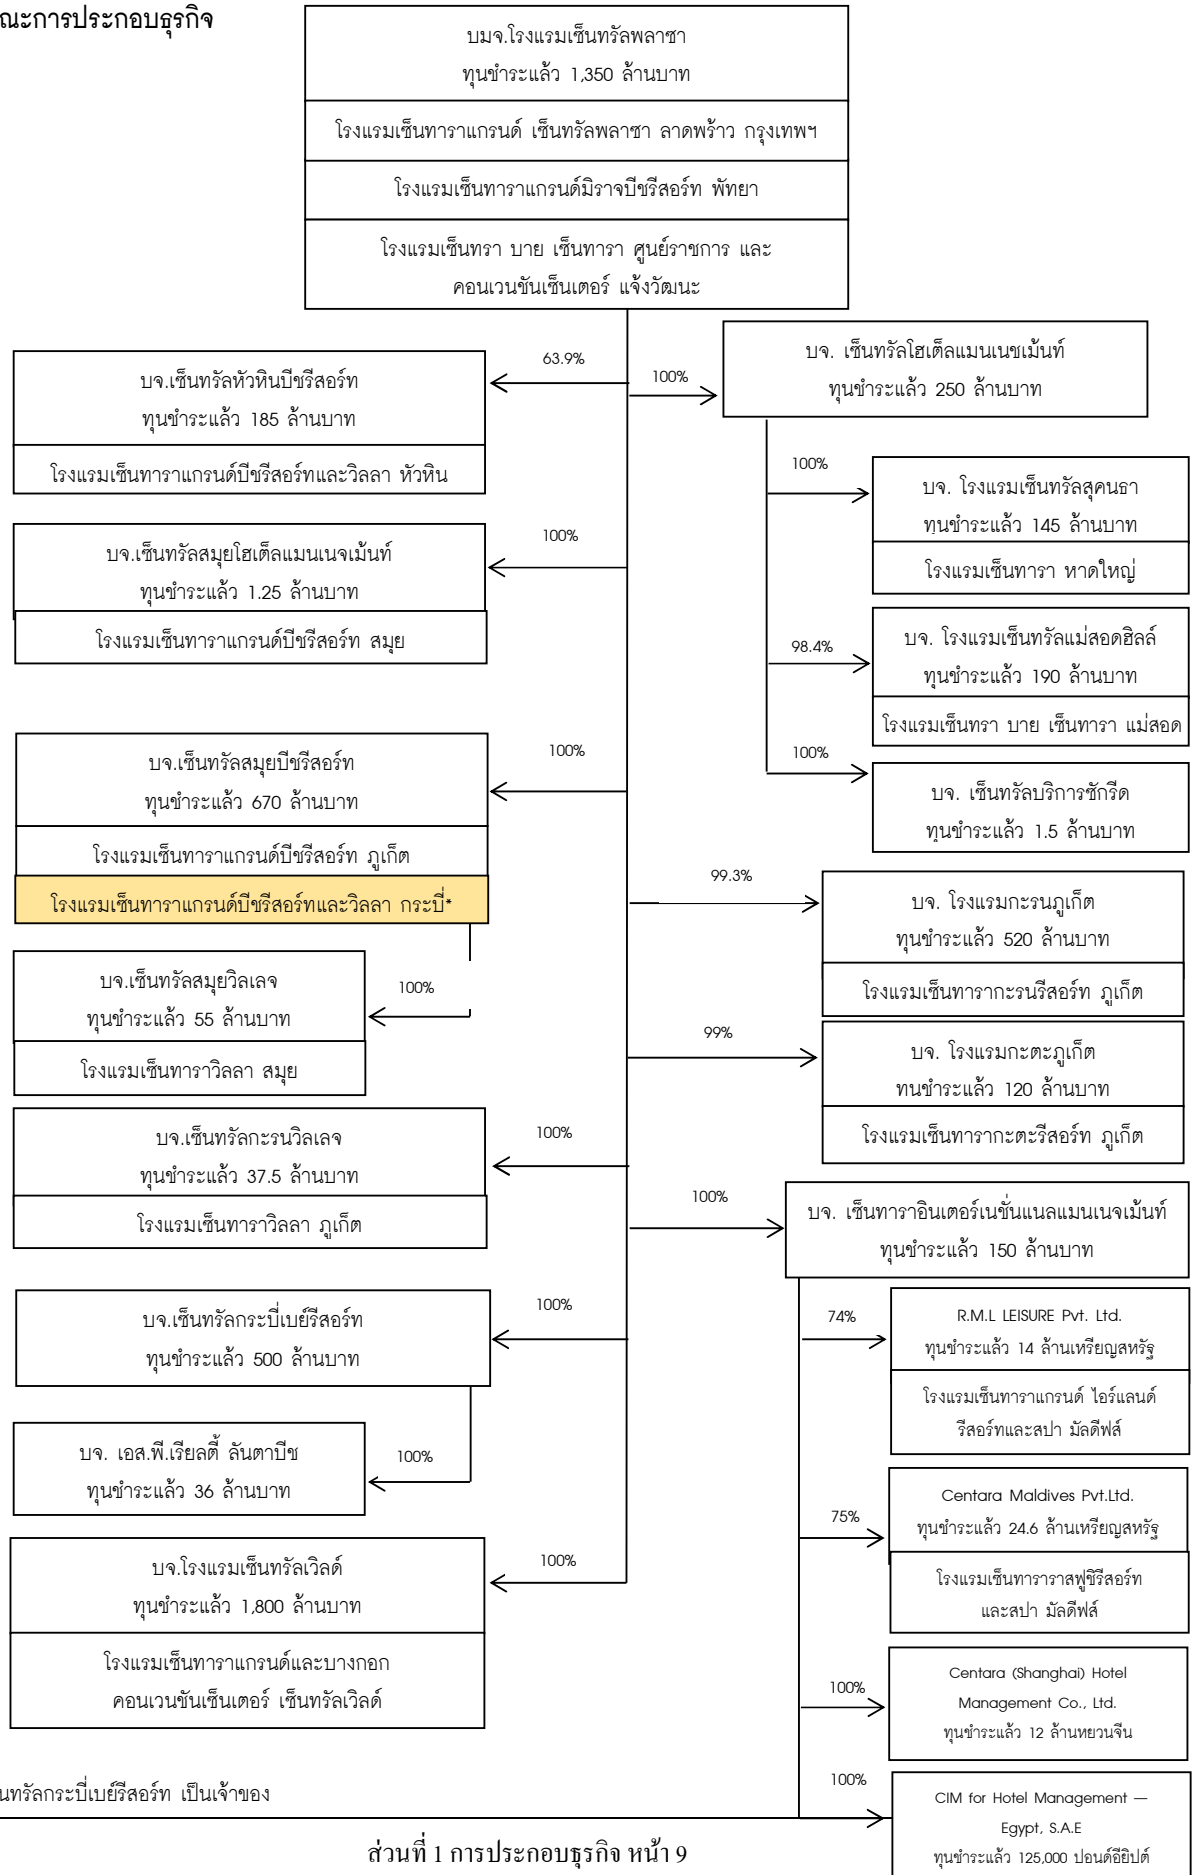 ณะการประกอบธุรกิจ
บมจ.โรงแรมเซ็นทรัลพลาซา
ทุนชำระแล้ว 1,350 ล้านบาท
โรงแรมเซ็นทาราแกรนด์ เซ็นทรัลพลาซา ลาดพร้าว กรุงเทพฯ
โรงแรมเซ็นทาราแกรนด์มิราจบีชรีสอร์ท พัทยา
โรงแรมเซ็นทรา บาย เซ็นทารา ศูนย์ราชการ และ
คอนเวนชันเซ็นเตอร์ แจ้งวัฒนะ
63.9%
บจ.เซ็นทรัลหัวหินบีชรีสอร์ท
ทุนชำระแล้ว 185 ล้านบาท
โรงแรมเซ็นทาราแกรนด์บีชรีสอร์ทและวิลลา หัวหิน
100%
บจ.เซ็นทรัลสมุยโฮเต็ลแมนเนจเม้นท์
ทุนชำระแล้ว 1.25 ล้านบาท
โรงแรมเซ็นทาราแกรนด์บีชรีสอร์ท สมุย
100%
บจ.เซ็นทรัลสมุยบีชรีสอร์ท
ทุนชำระแล้ว 670 ล้านบาท
โรงแรมเซ็นทาราแกรนด์บีชรีสอร์ท ภูเก็ต
โรงแรมเซ็นทาราแกรนด์บีชรีสอร์ทและวิลลา กระบี่*
100%
บจ.เซ็นทรัลสมุยวิลเลจ
ทุนชำระแล้ว 55 ล้านบาท
โรงแรมเซ็นทาราวิลลา สมุย
100%
บจ.เซ็นทรัลกะรนวิลเลจ
ทุนชำระแล้ว 37.5 ล้านบาท
โรงแรมเซ็นทาราวิลลา ภูเก็ต
100%
บจ.เซ็นทรัลกระบี่เบย์รีสอร์ท
ทุนชำระแล้ว 500 ล้านบาท
100%
บจ. เอส.พี.เรียลตี้ ลันตาบีช
ทุนชำระแล้ว 36 ล้านบาท
100%
บจ.โรงแรมเซ็นทรัลเวิลด์
ทุนชำระแล้ว 1,800 ล้านบาท
โรงแรมเซ็นทาราแกรนด์และบางกอก
คอนเวนชันเซ็นเตอร์ เซ็นทรัลเวิลด์
100%
บจ. เซ็นทรัลโฮเต็ลแมนเนชเม้นท์
ทุนชำระแล้ว 250 ล้านบาท
100%
บจ. โรงแรมเซ็นทรัลสุคนธา
ทุนชำระแล้ว 145 ล้านบาท
โรงแรมเซ็นทารา หาดใหญ่
98.4%
บจ. โรงแรมเซ็นทรัลแม่สอดฮิลล์
ทุนชำระแล้ว 190 ล้านบาท
โรงแรมเซ็นทรา บาย เซ็นทารา แม่สอด
100%
บจ. เซ็นทรัลบริการซักรีด
ทุนชำระแล้ว 1.5 ล้านบาท
99.3%
บจ. โรงแรมกะรนภูเก็ต
ทุนชำระแล้ว 520 ล้านบาท
โรงแรมเซ็นทารากะรนรีสอร์ท ภูเก็ต
99%
บจ. โรงแรมกะตะภูเก็ต
ทนชำระแล้ว 120 ล้านบาท
โรงแรมเซ็นทารากะตะรีสอร์ท ภูเก็ต
100%
บจ. เซ็นทาราอินเตอร์เนชั่นแนลแมนเนจเม้นท์
ทุนชำระแล้ว 150 ล้านบาท
74%
R.M.L LEISURE Pvt. Ltd.
ทุนชำระแล้ว 14 ล้านเหรียญสหรัฐ
โรงแรมเซ็นทาราแกรนด์ ไอร์แลนด์
รีสอร์ทและสปา มัลดีฟส์
75%
Centara Maldives Pvt.Ltd.
ทุนชำระแล้ว 24.6 ล้านเหรียญสหรัฐ
โรงแรมเซ็นทาราราสฟูชิรีสอร์ท
และสปา มัลดีฟส์
100%
Centara (Shanghai) Hotel
Management Co., Ltd.
ทุนชำระแล้ว 12 ล้านหยวนจีน
100%
CIM for Hotel Management –
Egypt, S.A.E
ทุนชำระแล้ว 125,000 ปอนด์อียิปต์
นทรัลกระบี่เบย์รีสอร์ท เป็นเจ้าของ
ส่วนที่ 1 การประกอบธุรกิจ หน้า 9